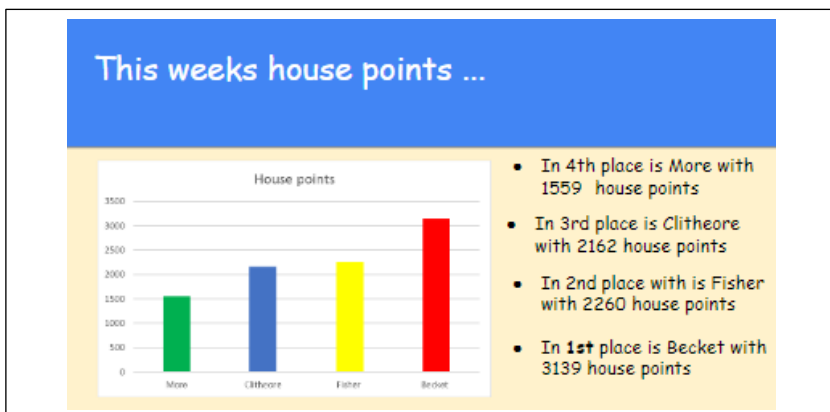 This weeks house points ...
House points
3500
3000
2500
2000
1500
1000
500
0
More
Clitheore
Fisher
Becket
● In 4th place is More with
1559 house points
● In 3rd place is Clitheore
with 2162 house points
● In 2nd place with is Fisher
with 2260 house points
● In 1st place is Becket with
3139 house points